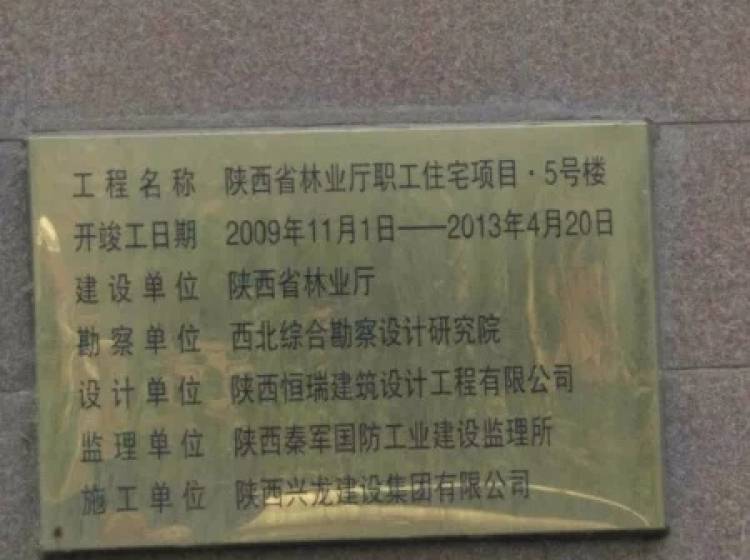 工程名称 陕西省林业厅职工住宅项目·5号楼
开竣工日期 2009年11月1日——2013年4月20日
建设单位 陕西省林业厅
勘察单位 西北综合勘察设计研究院
设计单位 陕西恒瑞建筑设计工程有限公司
监理单位 陕西秦军国防工业建设监理所
施工单位 陕西兴龙建设集团有限公司